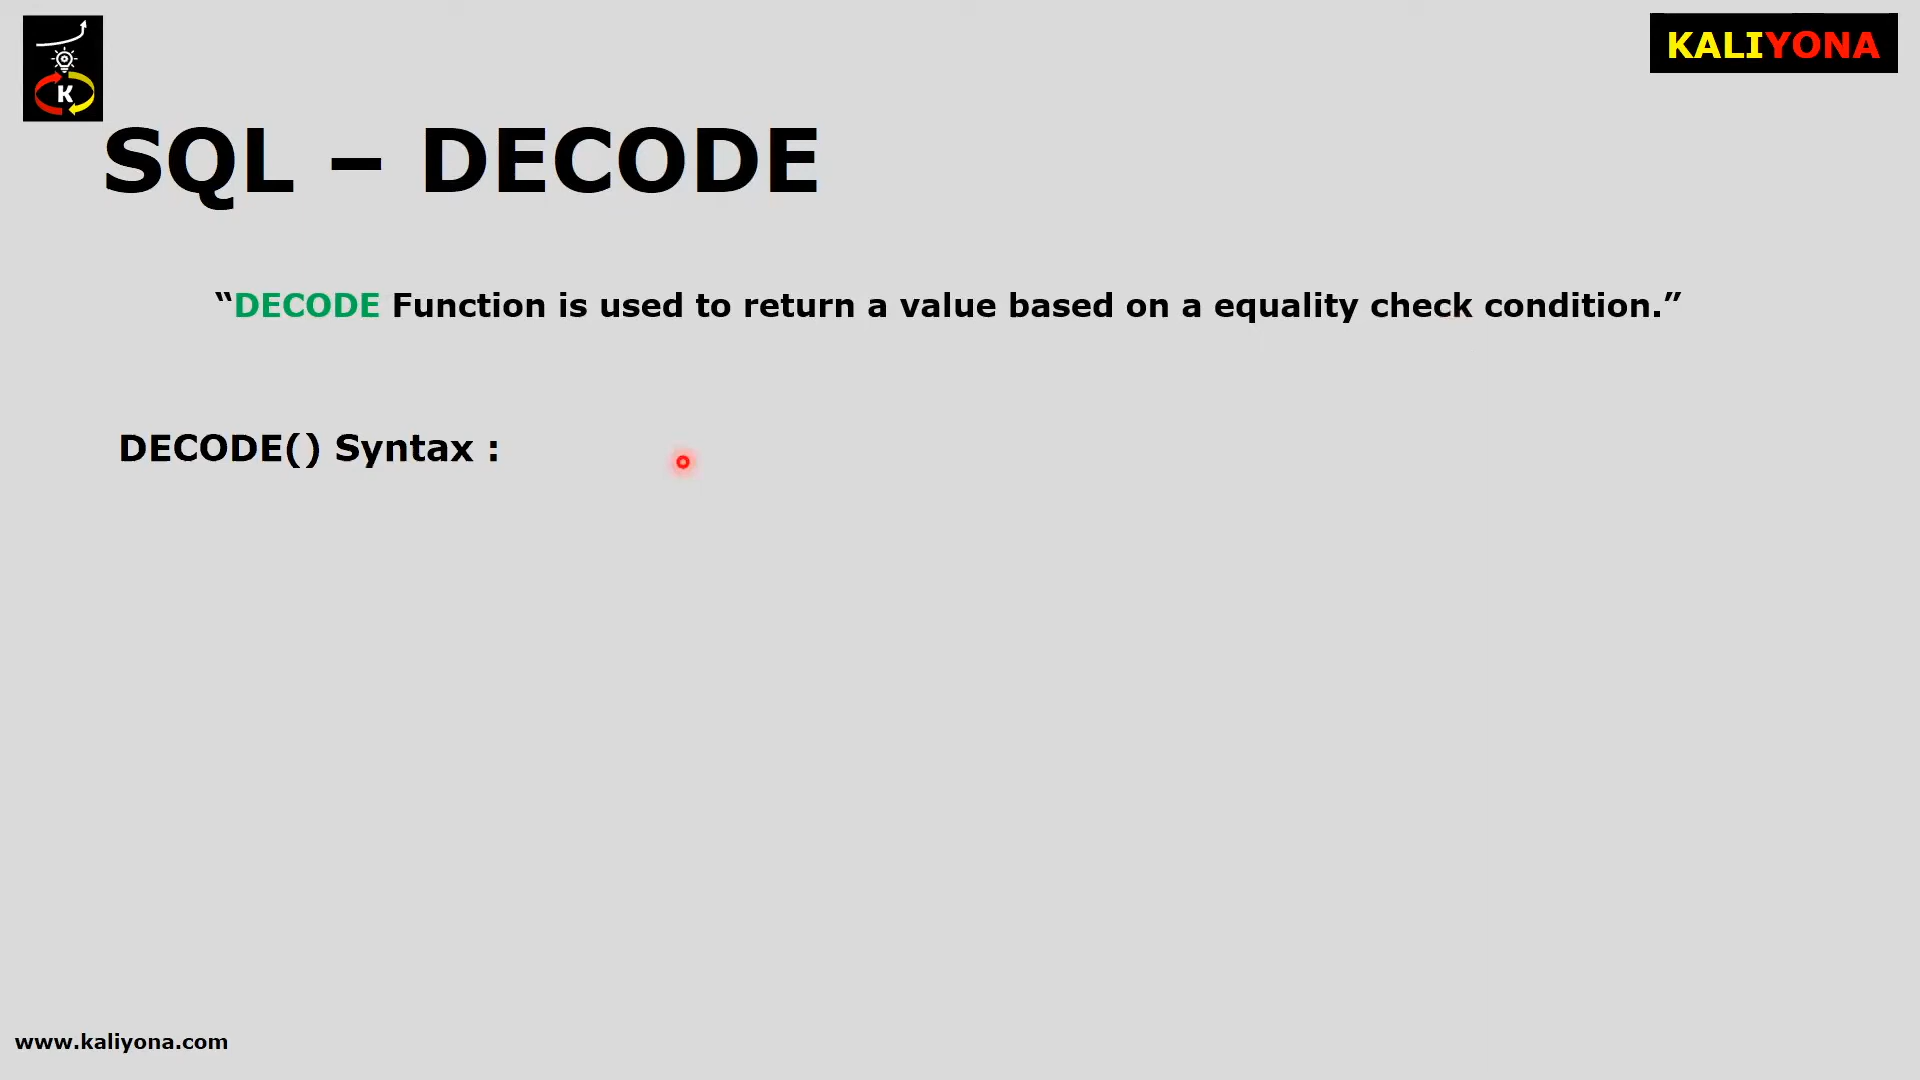 KALIYONA
K
SQL – DECODE
“DECODE Function is used to return a value based on a equality check condition.”
DECODE() Syntax :
www.kaliyona.com